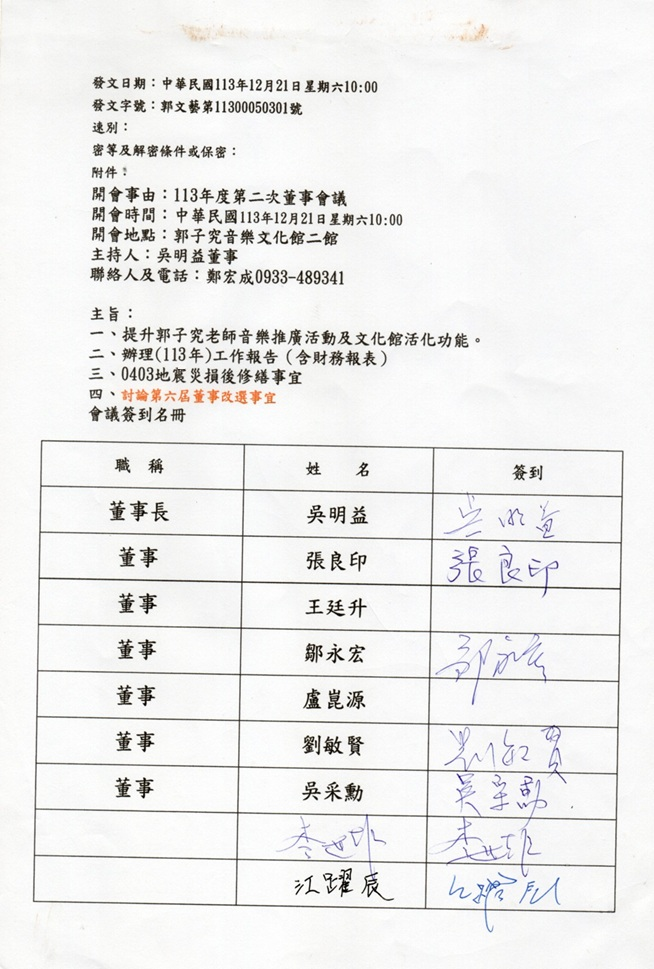 發文日期：中華民國113年12月21日星期六10:00
發文字號：郭文藝第11300050301號
速別：
密等及解密條件或保密：
附件：
開會事由：113年度第二次董事會議
開會時間：中華民國113年12月21日星期六10:00
開會地點：郭子究音樂文化館二館
主持人：吳明益董事
聯絡人及電話：鄭宏成0933-489341
主旨：
一、提升郭子究老師音樂推廣活動及文化館活化功能。
二、辦理(113年)工作報告（含財務報表）
三、0403地震災損後修繕事宜
四、討論第六屆董事改選事宜
會議簽到名冊
職 稱 姓 名 簽到
董事長 吳明益 吳明益
董事 張良印 張良印
董事 王廷升
董事 鄒永宏 鄒永宏
董事 盧崑源
董事 劉敏賢 劉敏賢
董事 吳采勳 吳采勳
李世雄 李世雄
江躍辰 江躍辰